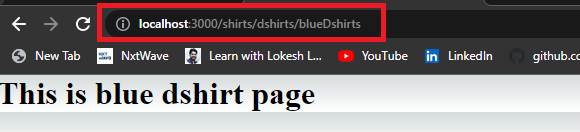 localhost:3000/shirts/dshirts/blueDshirts
New Tab NxtWave Learn with Lokesh L... YouTube LinkedIn github.co
This is blue dshirt page